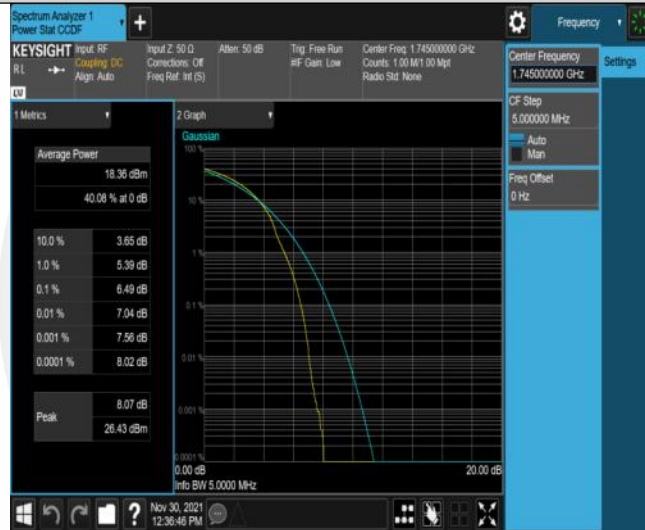 Spectrum Analyzer 1
Power Stat CCDF
Frequency
KEYSIGHT
Input: RF
Coupling: DC
Align: Auto
Input Z: 50 Ω
Corrections: Off
Freq Ref: Int (S)
Atten: 50 dB
Trig: Free Run
#IF Gain: Low
Center Freq: 1.745000000 GHz
Counts: 1.00 M/1.00 Mpt
Radio Std: None
R L
Center Frequency
1.745000000 GHz
Settings
CF Step
5.000000 MHz
Auto
Man
Freq Offset
0 Hz
1 Metrics
Average Power
18.36 dBm
40.08 % at 0 dB
10.0 % 3.65 dB
1.0 % 5.39 dB
0.1 % 6.49 dB
0.01 % 7.04 dB
0.001 % 7.56 dB
0.0001 % 8.02 dB
Peak
8.07 dB
26.43 dBm
2 Graph
Gaussian
100 %
10 %
1 %
0.1 %
0.01 %
0.001 %
0.0001 %
0.00 dB
20.00 dB
Info BW 5.0000 MHz
Nov 30, 2021
12:36:46 PM